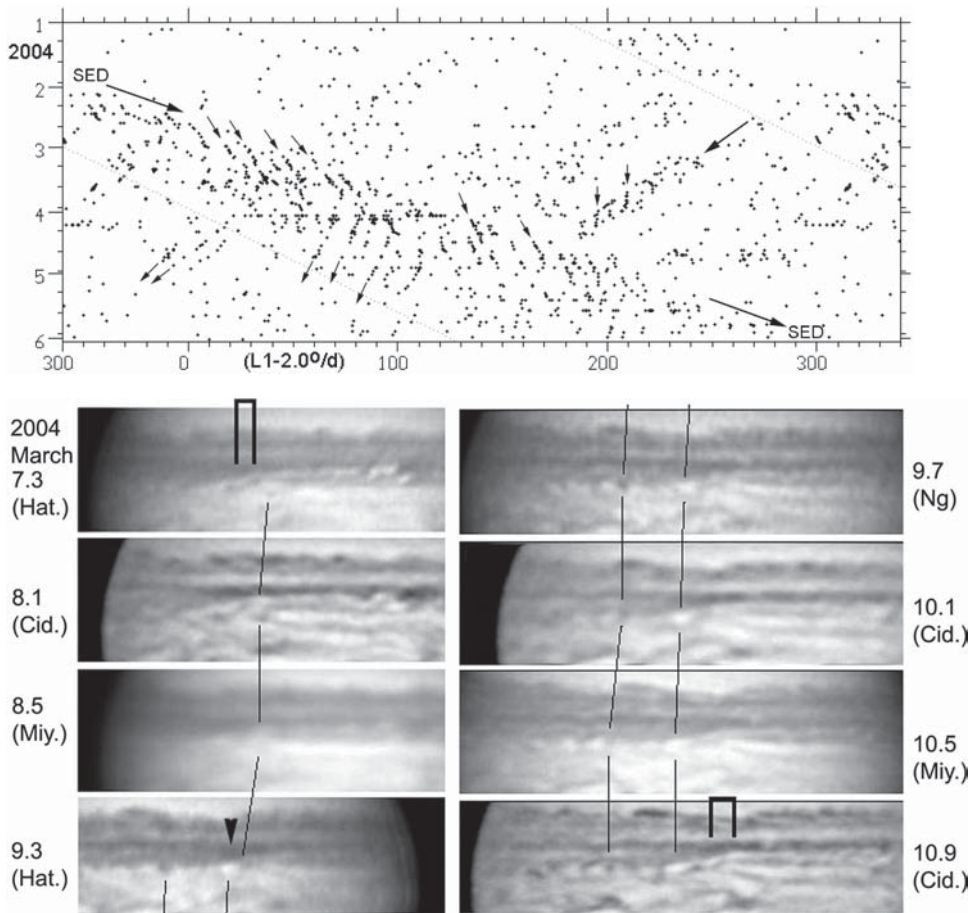 1
2004
2
3
4
5
6
SED
SED
300
0
100
200
300
(L1-2.0º/d)
2004
March
7.3
(Hat.)
8.1
(Cid.)
8.5
(Miy.)
9.3
(Hat.)
9.7
(Ng)
10.1
(Cid.)
10.5
(Miy.)
10.9
(Cid.)